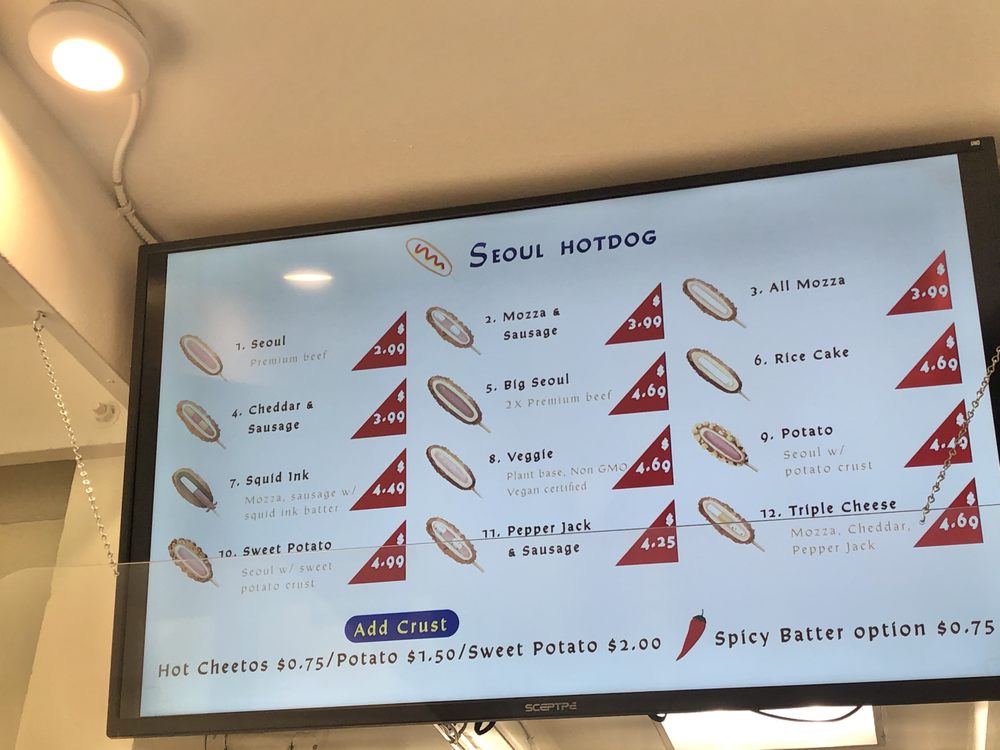 SEOUL HOTDOG
1. Seoul
Premium beef
$
2.99
2. Mozza &
Sausage
$
3.99
3. All Mozza
$
3.99
4. Cheddar &
Sausage
$
3.99
5. Big Seoul
2X Premium beef
$
4.69
6. Rice Cake
$
4.69
7. Squid Ink
Mozza, sausage w/
squid ink batter
$
4.49
8. Veggie
Plant base, Non GMO
Vegan certified
$
4.69
9. Potato
Seoul w/
potato crust
$
4.49
10. Sweet Potato
Seoul w/ sweet
potato crust
$
4.99
11. Pepper Jack
& Sausage
$
4.25
12. Triple Cheese
Mozza, Cheddar,
Pepper Jack
$
4.69
Add Crust
Hot Cheetos $0.75/Potato $1.50/Sweet Potato $2.00
Spicy Batter option $0.75
SCEPTRE